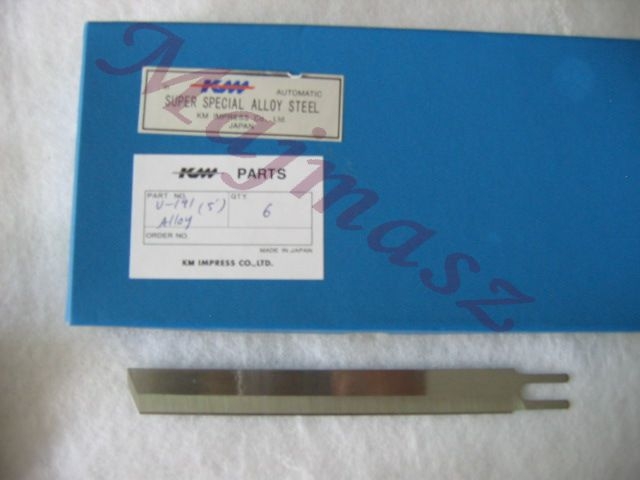 KM AUTOMATIC
SUPER SPECIAL ALLOY STEEL
KM IMPRESS CO., Ltd.
JAPAN
KM PARTS
PART NO. QTY.
U-141 (5") 6
Alloy
ORDER NO.
MADE IN JAPAN
KM IMPRESS CO.,LTD.
Majmasz